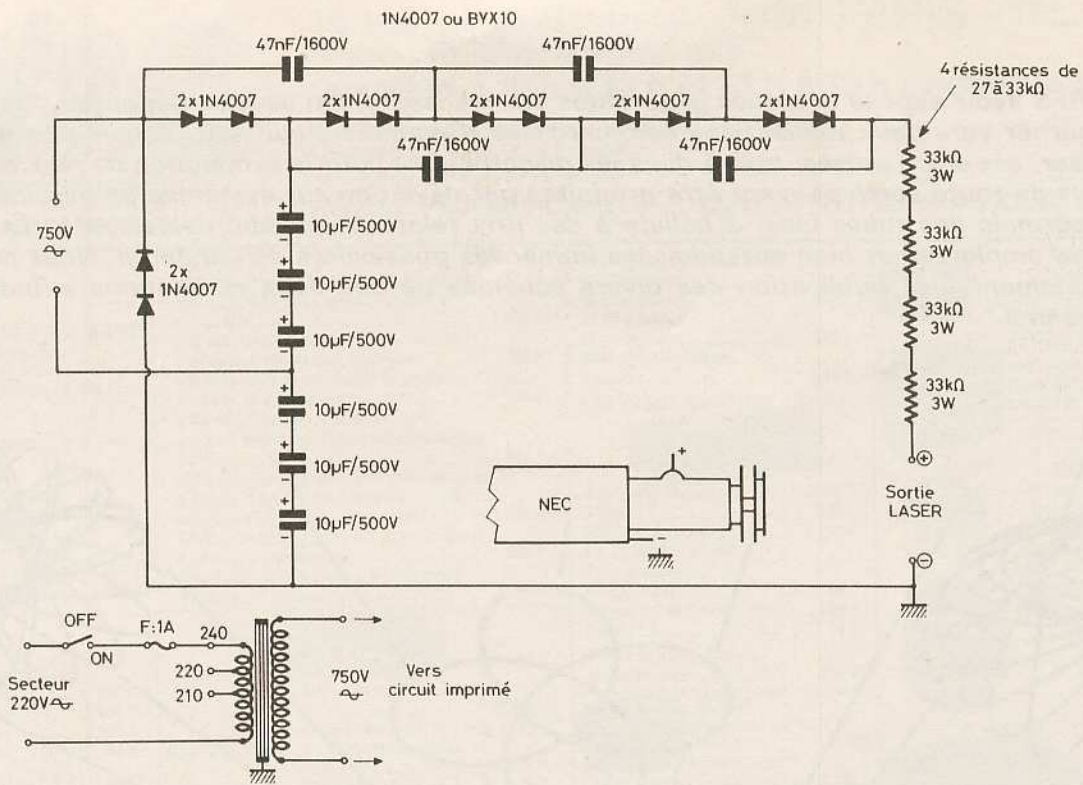 1N4007 ou BYX10
47nF/1600V
47nF/1600V
4 résistances de
27 à 33kΩ
2x1N4007
2x1N4007
2x1N4007
2x1N4007
2x1N4007
47nF/1600V
47nF/1600V
33kΩ
3W
33kΩ
3W
33kΩ
3W
33kΩ
3W
750V
2x
1N4007
+
10µF/500V
−
+
10µF/500V
−
+
10µF/500V
−
+
10µF/500V
−
+
10µF/500V
−
+
10µF/500V
−
NEC
+
−
+
Sortie
LASER
−
OFF
ON
F:1A
240
220
210
Secteur
220V
750V
Vers
circuit imprimé